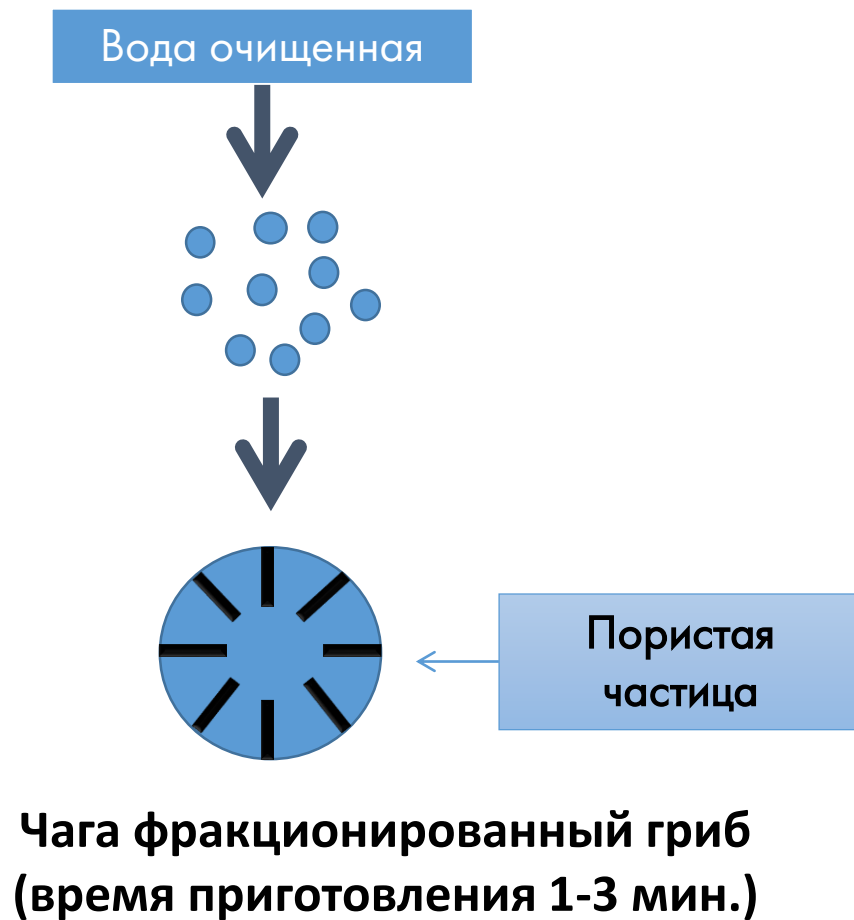 Вода очищенная
Пористая
частица
Чага фракционированный гриб
(время приготовления 1-3 мин.)